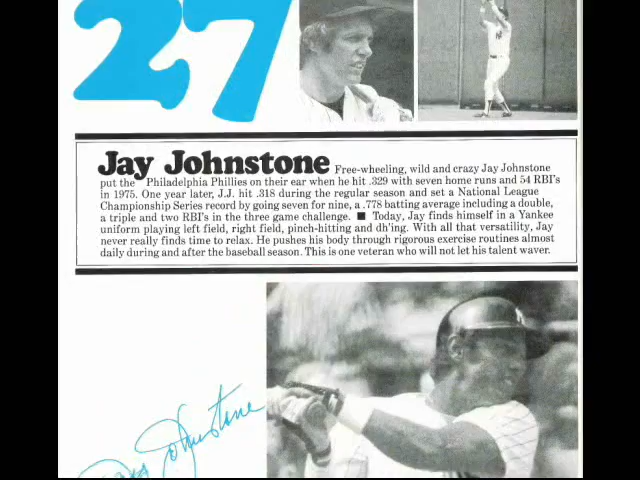 27
Jay Johnstone Free-wheeling, wild and crazy Jay Johnstone
put the Philadelphia Phillies on their ear when he hit .329 with seven home runs and 54 RBI's
in 1975. One year later, J.J. hit .318 during the regular season and set a National League
Championship Series record by going seven for nine, a .778 batting average including a double,
a triple and two RBI's in the three game challenge. ■ Today, Jay finds himself in a Yankee
uniform playing left field, right field, pinch-hitting and dh'ing. With all that versatility, Jay
never really finds time to relax. He pushes his body through rigorous exercise routines almost
daily during and after the baseball season. This is one veteran who will not let his talent waver.
Jay Johnstone